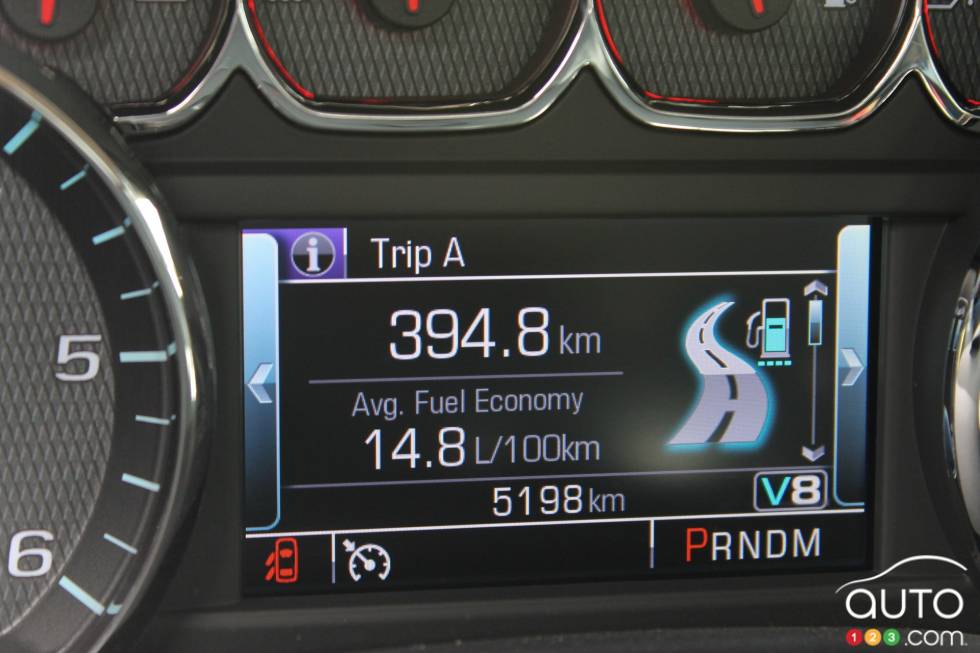 i Trip A
394.8 km
Avg. Fuel Economy
14.8 L/100km
5198 km
V8
PRNDM
5
6
AUTO
123.com